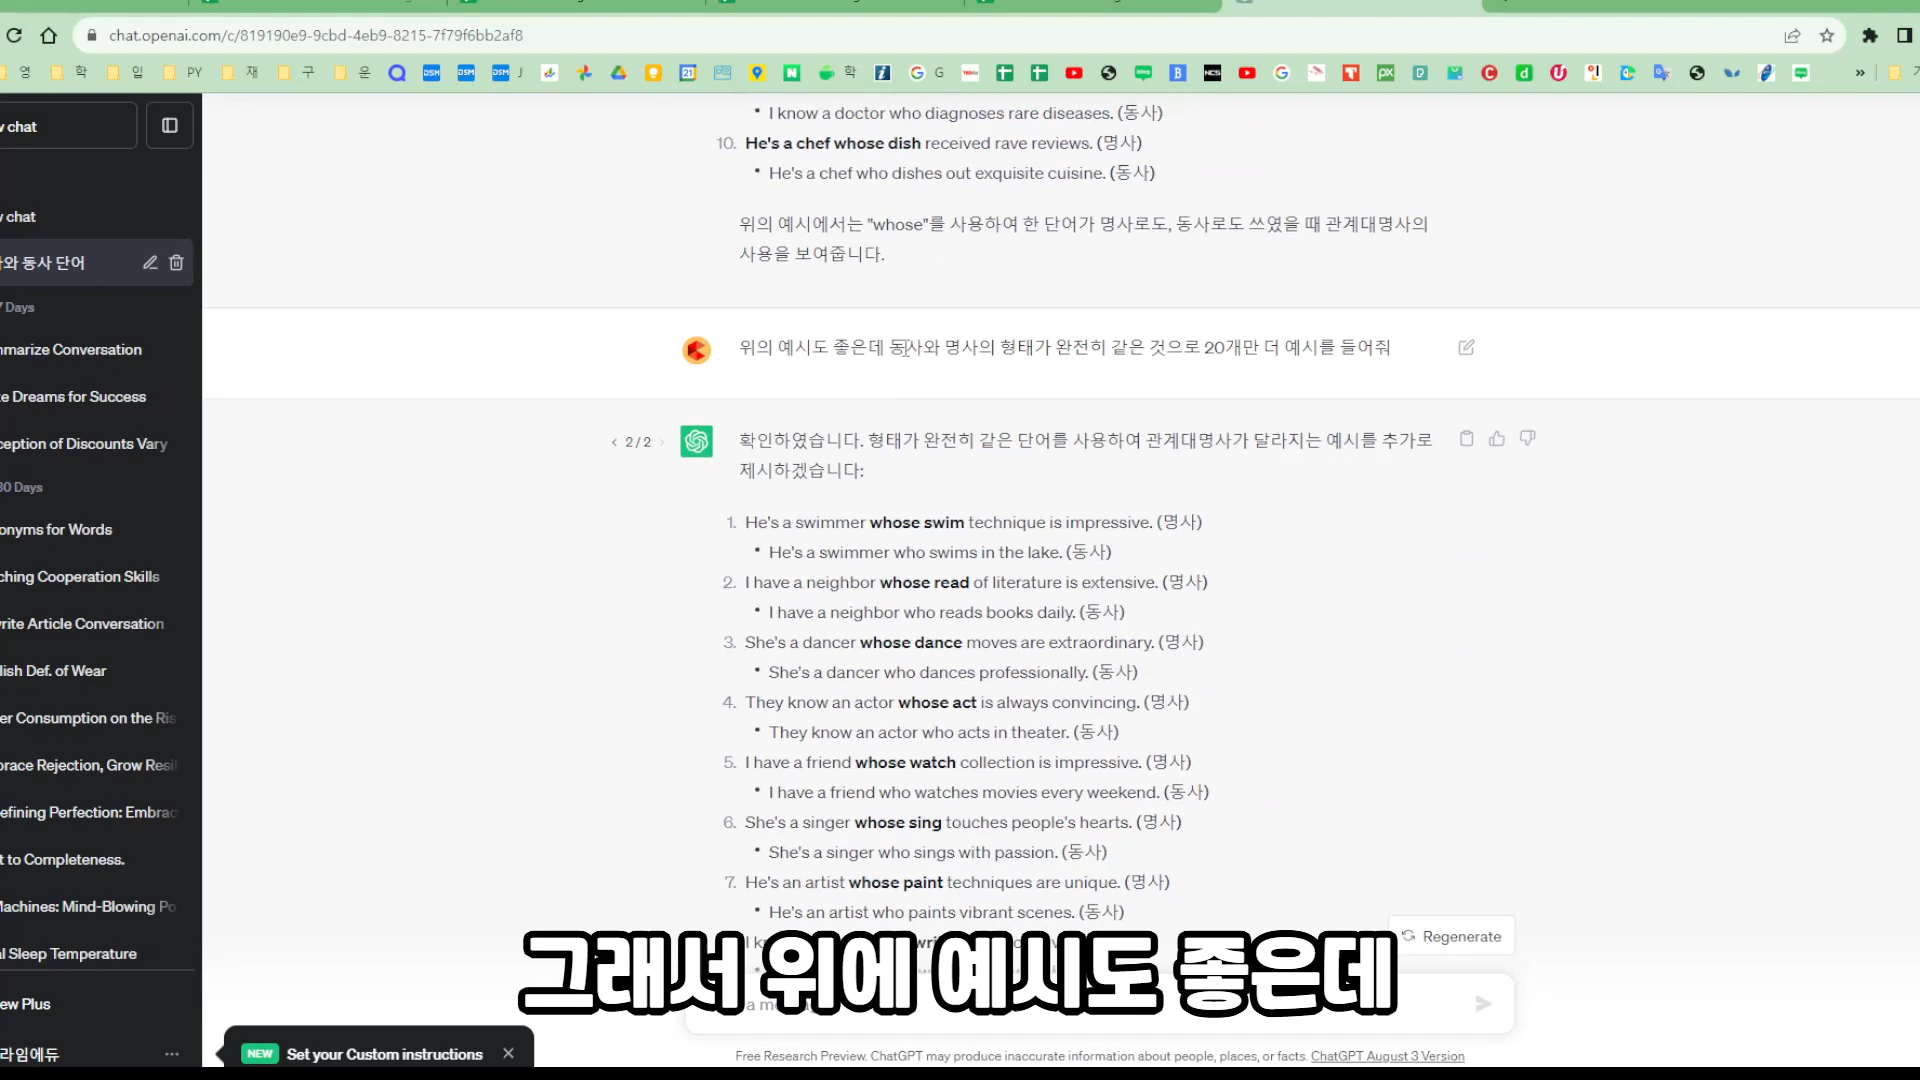 chat.openai.com/c/819190e9-9cbd-4eb9-8215-7f79f6bb2af8
영 학 입 PY 재 구 운 J 학 G
chat
chat
와 동사 단어
7 Days
mmarize Conversation
e Dreams for Success
ception of Discounts Vary
30 Days
onyms for Words
ching Cooperation Skills
rite Article Conversation
lish Def. of Wear
er Consumption on the Ris
brace Rejection, Grow Resil
efining Perfection: Embrac
t to Completeness.
Machines: Mind-Blowing Po
l Sleep Temperature
ew Plus
라임에듀
• I know a doctor who diagnoses rare diseases. (동사)
10. He's a chef whose dish received rave reviews. (명사)
• He's a chef who dishes out exquisite cuisine. (동사)
위의 예시에서는 "whose"를 사용하여 한 단어가 명사로도, 동사로도 쓰였을 때 관계대명사의
사용을 보여줍니다.
위의 예시도 좋은데 동사와 명사의 형태가 완전히 같은 것으로 20개만 더 예시를 들어줘
< 2 / 2 >
확인하였습니다. 형태가 완전히 같은 단어를 사용하여 관계대명사가 달라지는 예시를 추가로
제시하겠습니다:
1. He's a swimmer whose swim technique is impressive. (명사)
• He's a swimmer who swims in the lake. (동사)
2. I have a neighbor whose read of literature is extensive. (명사)
• I have a neighbor who reads books daily. (동사)
3. She's a dancer whose dance moves are extraordinary. (명사)
• She's a dancer who dances professionally. (동사)
4. They know an actor whose act is always convincing. (명사)
• They know an actor who acts in theater. (동사)
5. I have a friend whose watch collection is impressive. (명사)
• I have a friend who watches movies every weekend. (동사)
6. She's a singer whose sing touches people's hearts. (명사)
• She's a singer who sings with passion. (동사)
7. He's an artist whose paint techniques are unique. (명사)
• He's an artist who paints vibrant scenes. (동사)
Regenerate
그래서 위에 예시도 좋은데
NEW Set your Custom instructions
Free Research Preview. ChatGPT may produce inaccurate information about people, places, or facts. ChatGPT August 3 Version